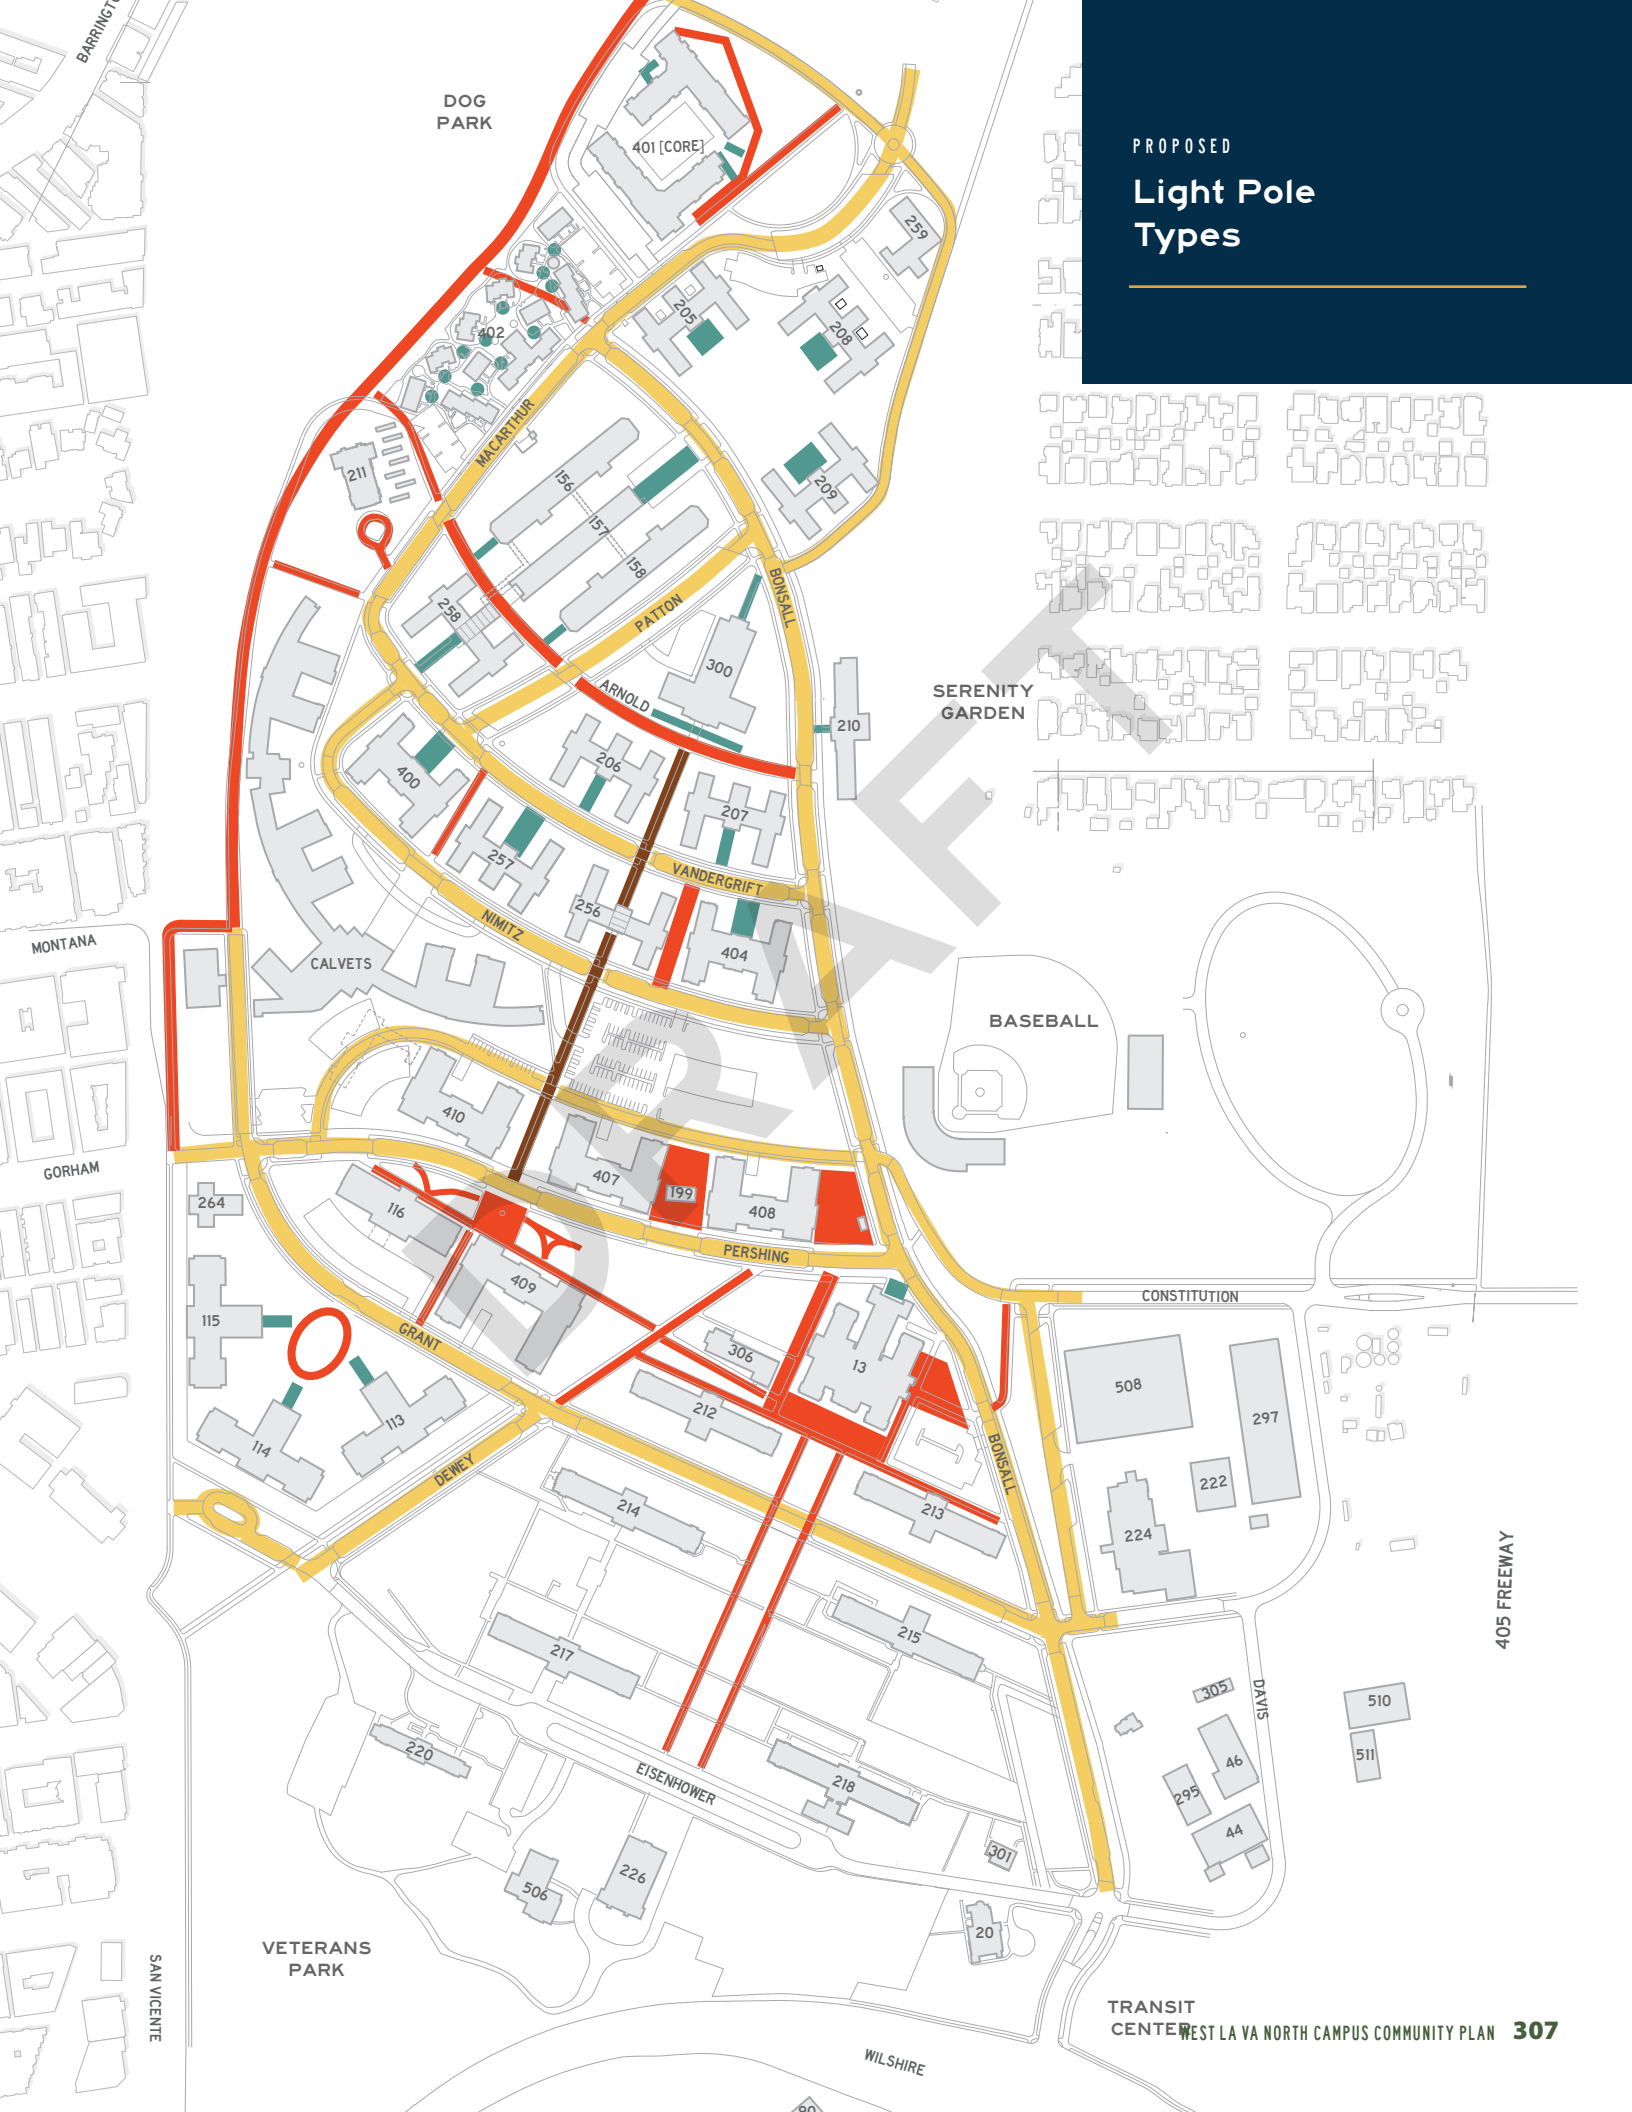 BARRINGTO
DOG
PARK
PROPOSED
Light Pole
Types
401 [CORE]
259
205
208
402
MACARTHUR
211
156
157
158
209
258
PATTON
BONSALL
300
ARNOLD
SERENITY
GARDEN
210
206
400
207
257
VANDERGRIFT
256
NIMITZ
404
MONTANA
CALVETS
BASEBALL
410
GORHAM
407
199
408
264
116
PERSHING
409
CONSTITUTION
115
GRANT
306
13
508
297
212
113
114
DEWEY
BONSALL
222
214
213
224
405 FREEWAY
215
217
305
DAVIS
510
220
46
511
EISENHOWER
218
295
44
301
226
506
20
VETERANS
PARK
SAN VICENTE
TRANSIT
CENTER
WEST LA VA NORTH CAMPUS COMMUNITY PLAN 307
WILSHIRE
DRAFT